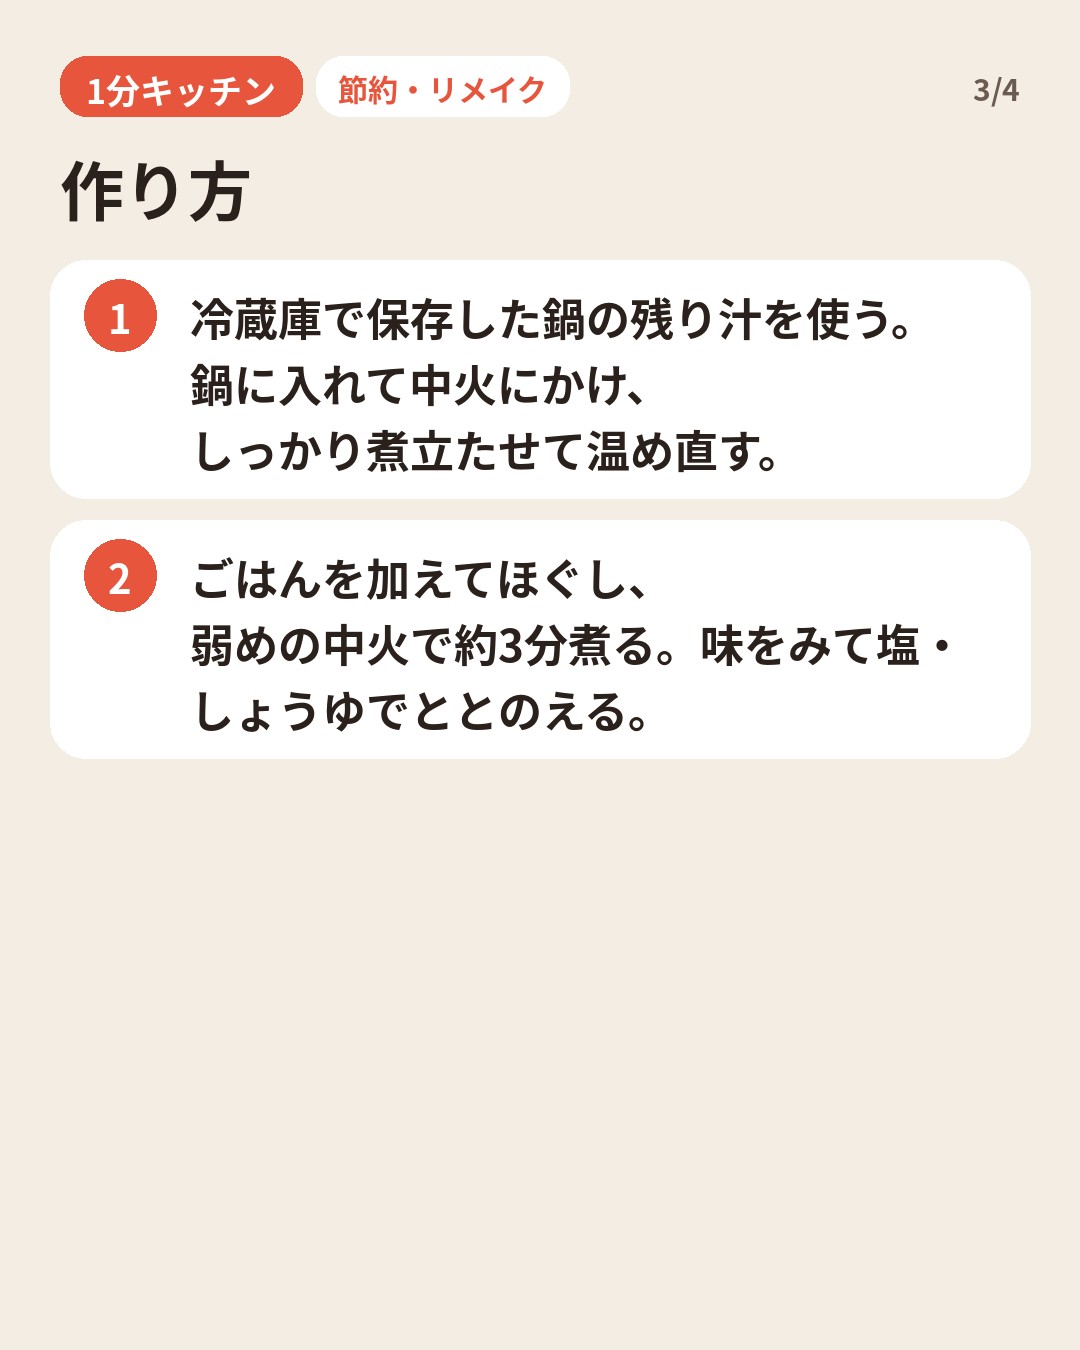 1分キッチン
節約・リメイク
3/4
作り方
1
冷蔵庫で保存した鍋の残り汁を使う。
鍋に入れて中火にかけ、
しっかり煮立たせて温め直す。
2
ごはんを加えてほぐし、
弱めの中火で約3分煮る。味をみて塩・
しょうゆでととのえる。